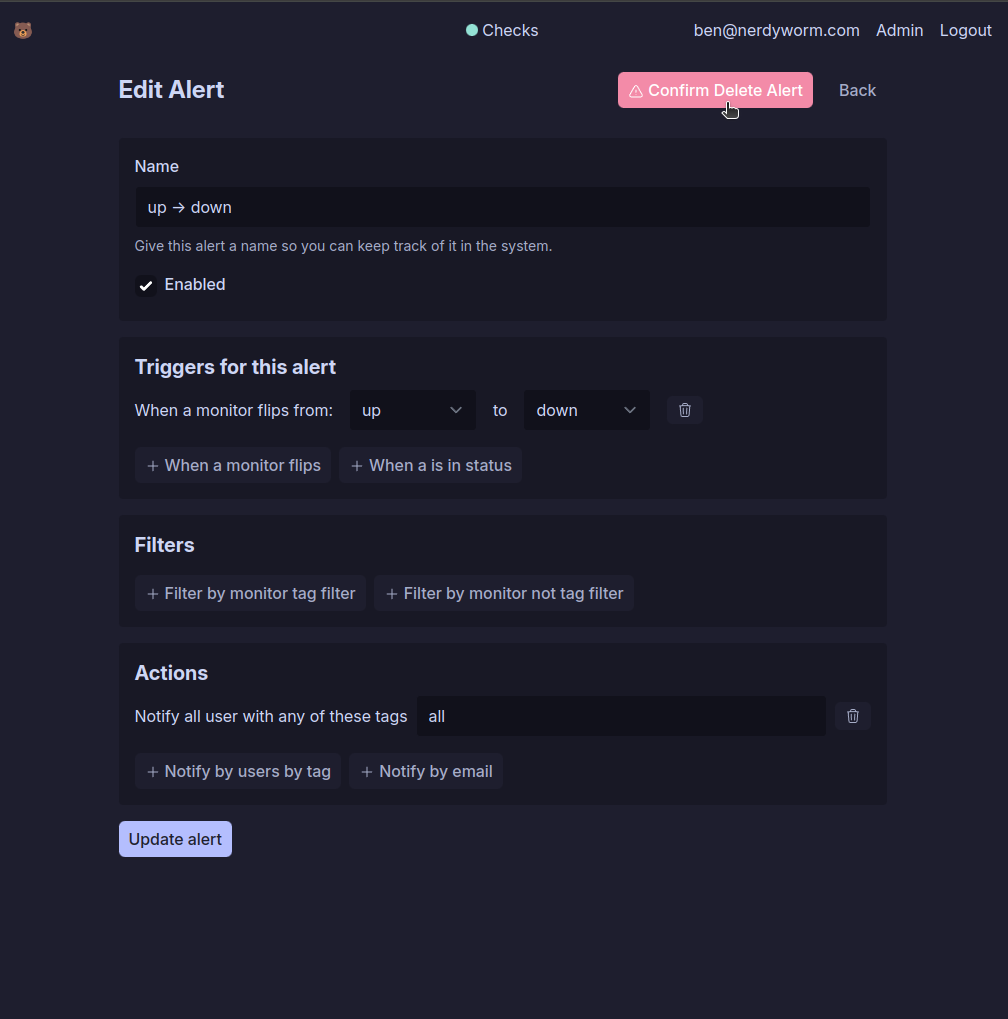 Checks ben@nerdyworm.com Admin Logout
Edit Alert Confirm Delete Alert Back
Name
up → down
Give this alert a name so you can keep track of it in the system.
Enabled
Triggers for this alert
When a monitor flips from: up to down
+ When a monitor flips + When a is in status
Filters
+ Filter by monitor tag filter + Filter by monitor not tag filter
Actions
Notify all user with any of these tags all
+ Notify by users by tag + Notify by email
Update alert